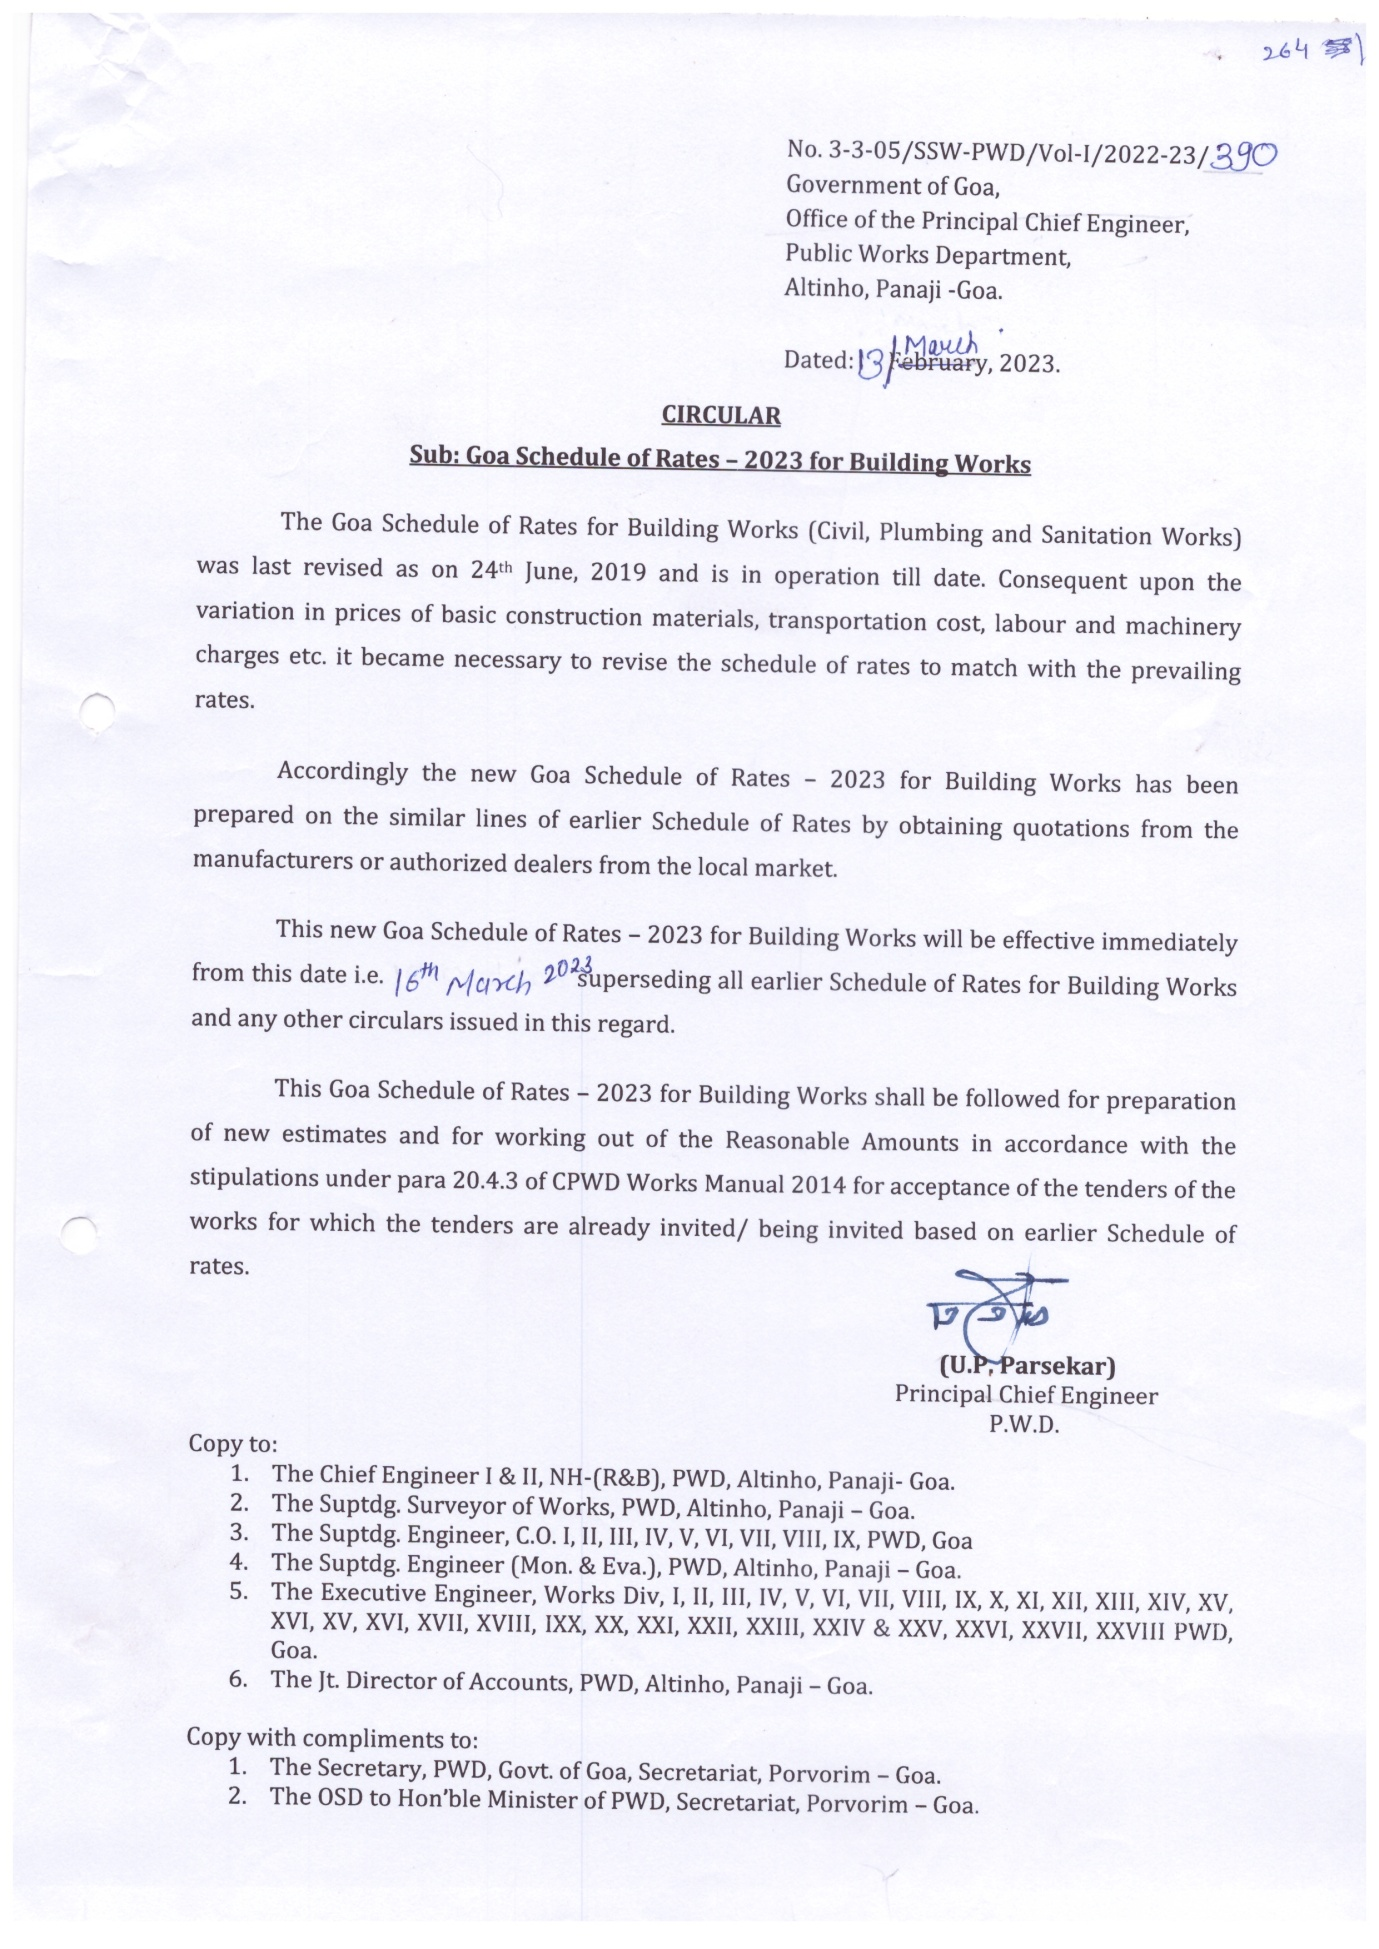 264
No. 3-3-05/SSW-PWD/Vol-I/2022-23/390
Government of Goa,
Office of the Principal Chief Engineer,
Public Works Department,
Altinho, Panaji -Goa.
March
Dated: 13/ February, 2023.
CIRCULAR
Sub: Goa Schedule of Rates – 2023 for Building Works
The Goa Schedule of Rates for Building Works (Civil, Plumbing and Sanitation Works)
was last revised as on 24th June, 2019 and is in operation till date. Consequent upon the
variation in prices of basic construction materials, transportation cost, labour and machinery
charges etc. it became necessary to revise the schedule of rates to match with the prevailing
rates.
Accordingly the new Goa Schedule of Rates – 2023 for Building Works has been
prepared on the similar lines of earlier Schedule of Rates by obtaining quotations from the
manufacturers or authorized dealers from the local market.
This new Goa Schedule of Rates – 2023 for Building Works will be effective immediately
from this date i.e. 16th March 2023 superseding all earlier Schedule of Rates for Building Works
and any other circulars issued in this regard.
This Goa Schedule of Rates – 2023 for Building Works shall be followed for preparation
of new estimates and for working out of the Reasonable Amounts in accordance with the
stipulations under para 20.4.3 of CPWD Works Manual 2014 for acceptance of the tenders of the
works for which the tenders are already invited/ being invited based on earlier Schedule of
rates.
(U.P. Parsekar)
Principal Chief Engineer
P.W.D.
Copy to:
1. The Chief Engineer I & II, NH-(R&B), PWD, Altinho, Panaji- Goa.
2. The Suptdg. Surveyor of Works, PWD, Altinho, Panaji – Goa.
3. The Suptdg. Engineer, C.O. I, II, III, IV, V, VI, VII, VIII, IX, PWD, Goa
4. The Suptdg. Engineer (Mon. & Eva.), PWD, Altinho, Panaji – Goa.
5. The Executive Engineer, Works Div, I, II, III, IV, V, VI, VII, VIII, IX, X, XI, XII, XIII, XIV, XV,
XVI, XV, XVI, XVII, XVIII, IXX, XX, XXI, XXII, XXIII, XXIV & XXV, XXVI, XXVII, XXVIII PWD,
Goa.
6. The Jt. Director of Accounts, PWD, Altinho, Panaji – Goa.
Copy with compliments to:
1. The Secretary, PWD, Govt. of Goa, Secretariat, Porvorim – Goa.
2. The OSD to Hon’ble Minister of PWD, Secretariat, Porvorim – Goa.